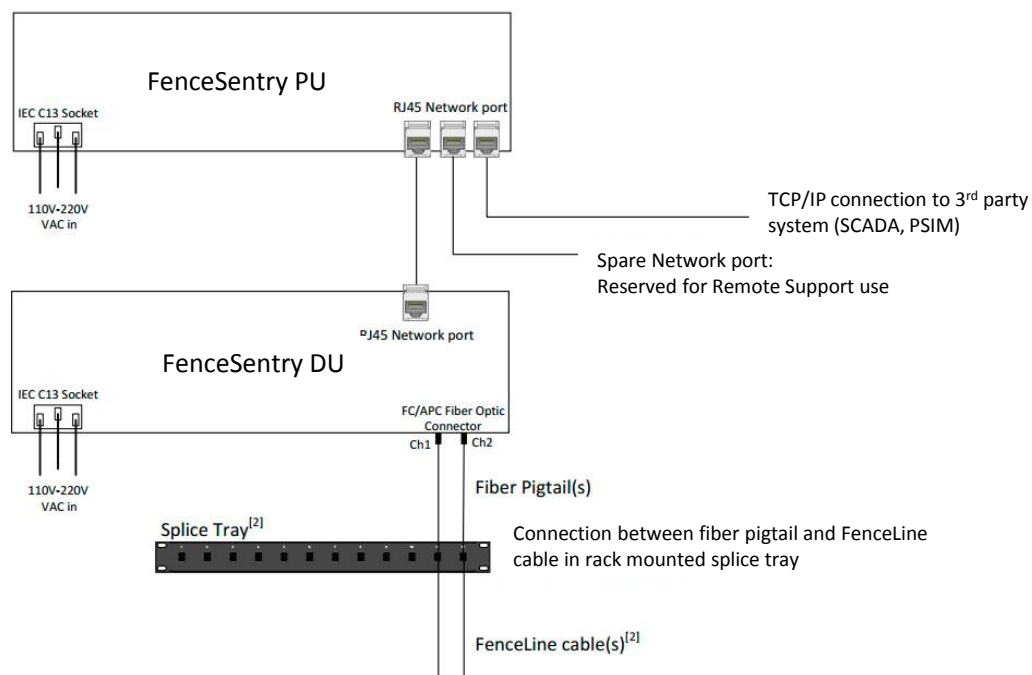 FenceSentry PU
IEC C13 Socket
RJ45 Network port
110V-220V
VAC in
TCP/IP connection to 3rd party
system (SCADA, PSIM)
Spare Network port:
Reserved for Remote Support use
RJ45 Network port
FenceSentry DU
IEC C13 Socket
FC/APC Fiber Optic
Connector
Ch1
Ch2
110V-220V
VAC in
Fiber Pigtail(s)
Splice Tray[2]
Connection between fiber pigtail and FenceLine
cable in rack mounted splice tray
FenceLine cable(s)[2]